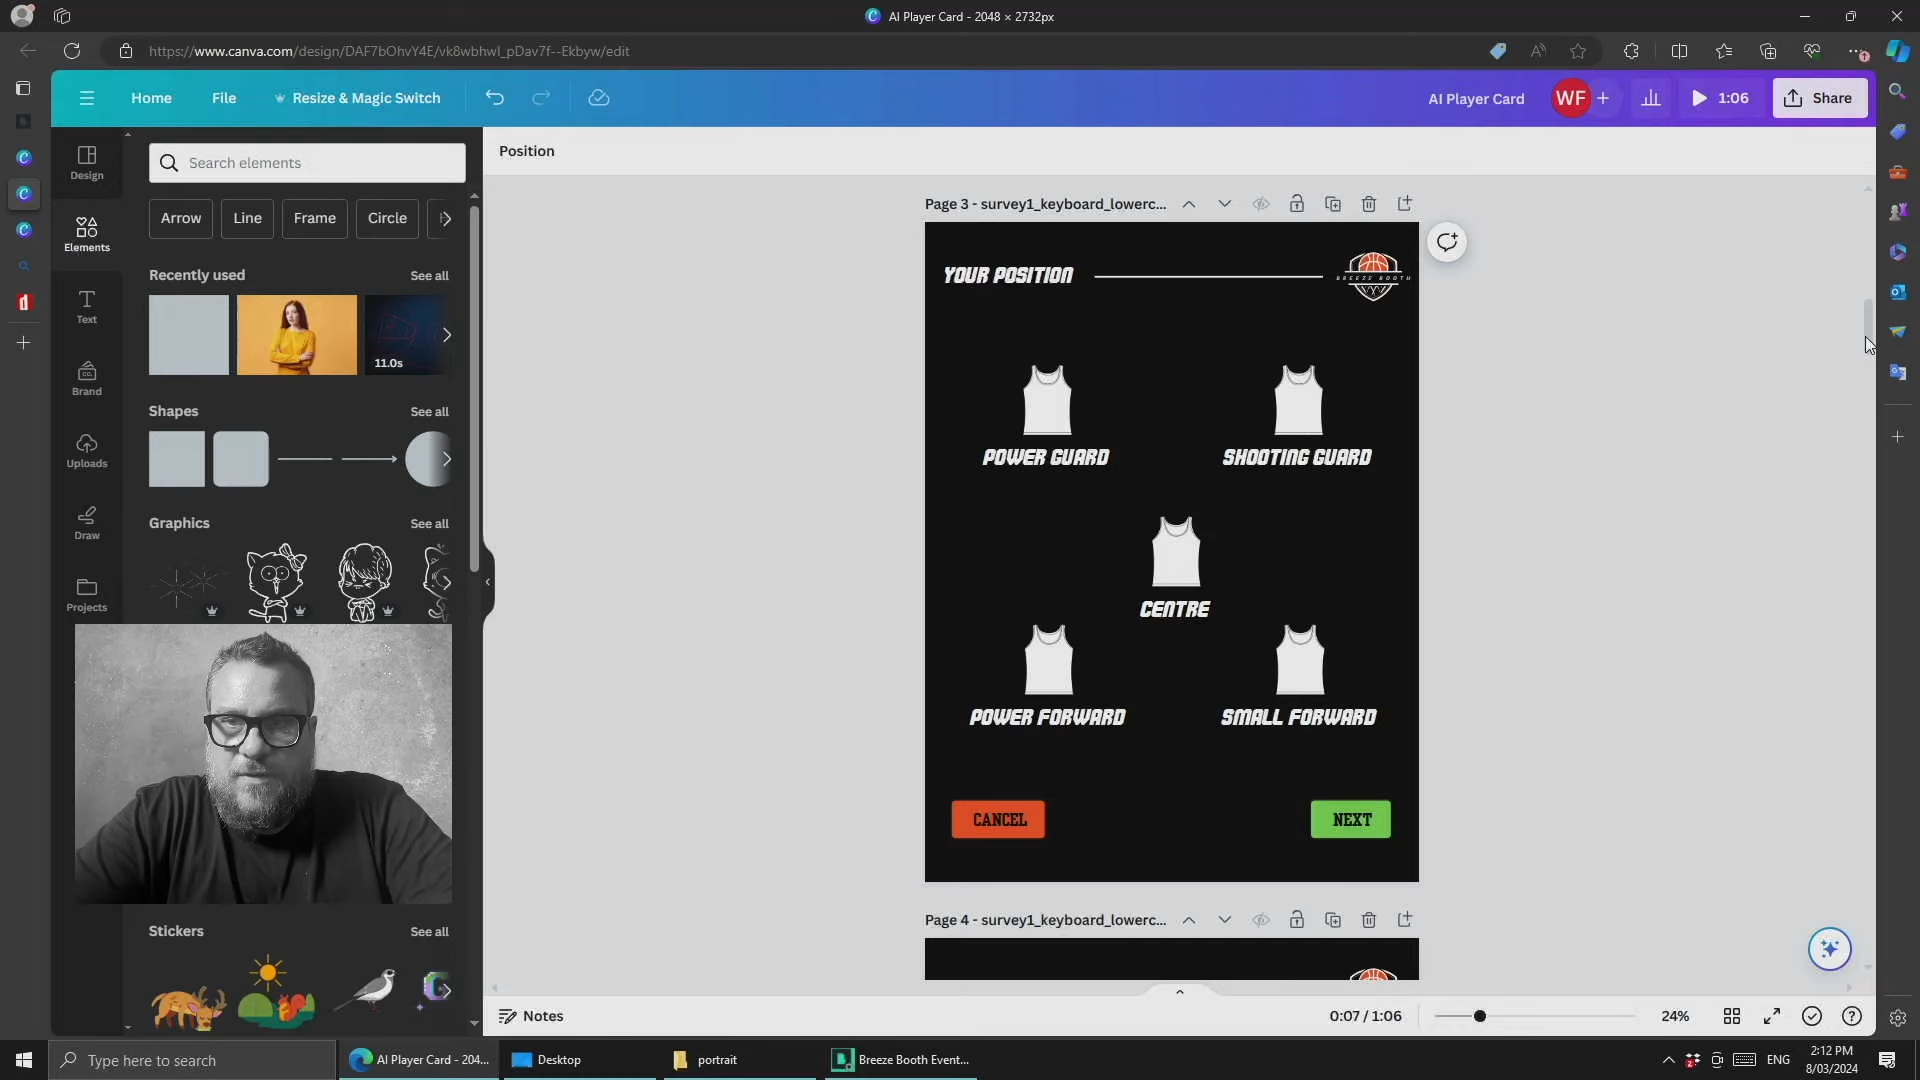 AI Player Card - 2048 × 2732px
https://www.canva.com/design/DAF7bOhvY4E/vk8wbhwI_pDav7f--Ekbyw/edit
Home
File
Resize & Magic Switch
AI Player Card
WF
1:06
Share
Design
Elements
Text
Brand
Uploads
Draw
Projects
Search elements
Arrow
Line
Frame
Circle
Recently used
See all
11.0s
Shapes
See all
Graphics
See all
Stickers
See all
Position
Page 3 - survey1_keyboard_lowerc...
YOUR POSITION
BREEZE BOOTH
POWER GUARD
SHOOTING GUARD
CENTRE
POWER FORWARD
SMALL FORWARD
CANCEL
NEXT
Page 4 - survey1_keyboard_lowerc...
Notes
0:07 / 1:06
24%
Type here to search
AI Player Card - 204...
Desktop
portrait
Breeze Booth Event...
ENG
2:12 PM
8/03/2024